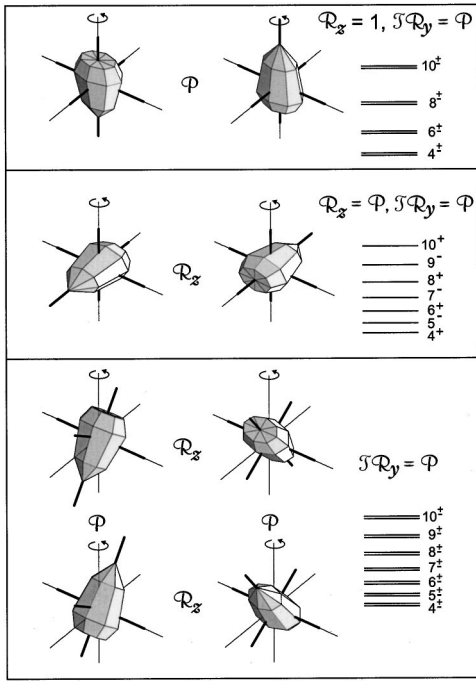 𝓡z = 1, 𝒯𝓡y = 𝒫
𝒫
10±
8±
6±
4±
𝓡z = 𝒫, 𝒯𝓡y = 𝒫
𝓡z
10+
9-
8+
7-
6+
5-
4+
𝓡z
𝒫 𝒫
𝓡z
𝒯𝓡y = 𝒫
10±
9±
8±
7±
6±
5±
4±